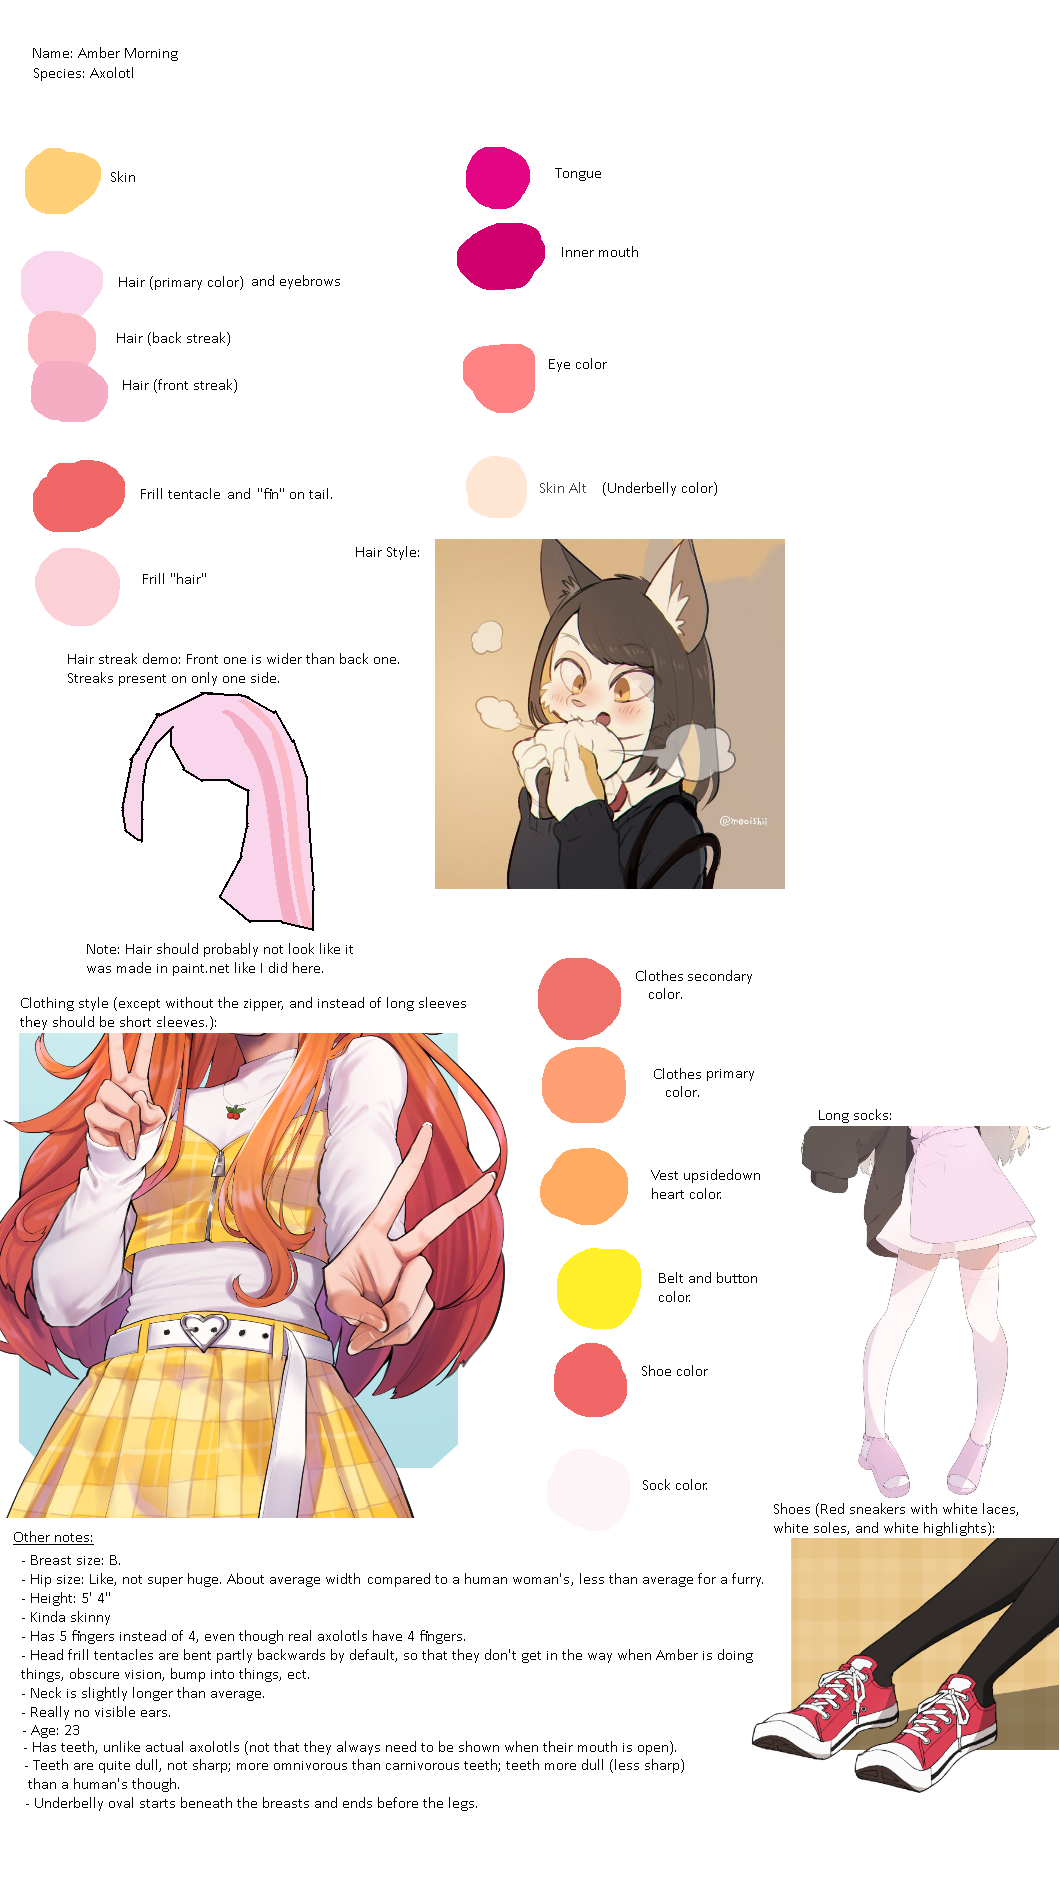 Name: Amber Morning
Species: Axolotl
Skin
Tongue
Hair (primary color) and eyebrows
Inner mouth
Hair (back streak)
Hair (front streak)
Eye color
Frill tentacle and "fin" on tail.
Skin Alt (Underbelly color)
Frill "hair"
Hair Style:
@meoishii
Hair streak demo: Front one is wider than back one.
Streaks present on only one side.
Note: Hair should probably not look like it
was made in paint.net like I did here.
Clothing style (except without the zipper, and instead of long sleeves
they should be short sleeves.):
Clothes secondary
color.
Clothes primary
color.
Vest upsidedown
heart color.
Belt and button
color.
Shoe color
Sock color.
Long socks:
Shoes (Red sneakers with white laces,
white soles, and white highlights):
Other notes:
- Breast size: B.
- Hip size: Like, not super huge. About average width compared to a human woman's, less than average for a furry.
- Height: 5' 4"
- Kinda skinny
- Has 5 fingers instead of 4, even though real axolotls have 4 fingers.
- Head frill tentacles are bent partly backwards by default, so that they don't get in the way when Amber is doing
things, obscure vision, bump into things, ect.
- Neck is slightly longer than average.
- Really no visible ears.
- Age: 23
- Has teeth, unlike actual axolotls (not that they always need to be shown when their mouth is open).
- Teeth are quite dull, not sharp; more omnivorous than carnivorous teeth; teeth more dull (less sharp)
than a human's though.
- Underbelly oval starts beneath the breasts and ends before the legs.